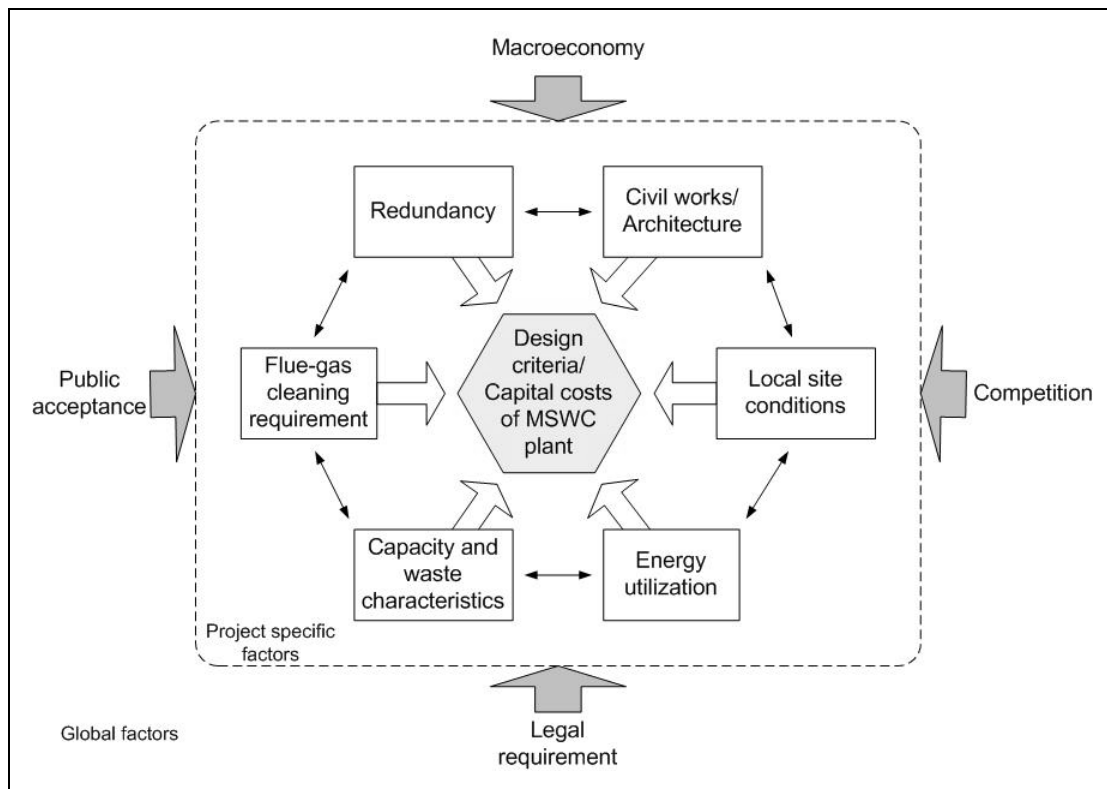 Macroeconomy
Redundancy
Civil works/
Architecture
Public
acceptance
Flue-gas
cleaning
requirement
Design
criteria/
Capital costs
of MSWC
plant
Local site
conditions
Competition
Capacity and
waste
characteristics
Energy
utilization
Project specific
factors
Global factors
Legal
requirement